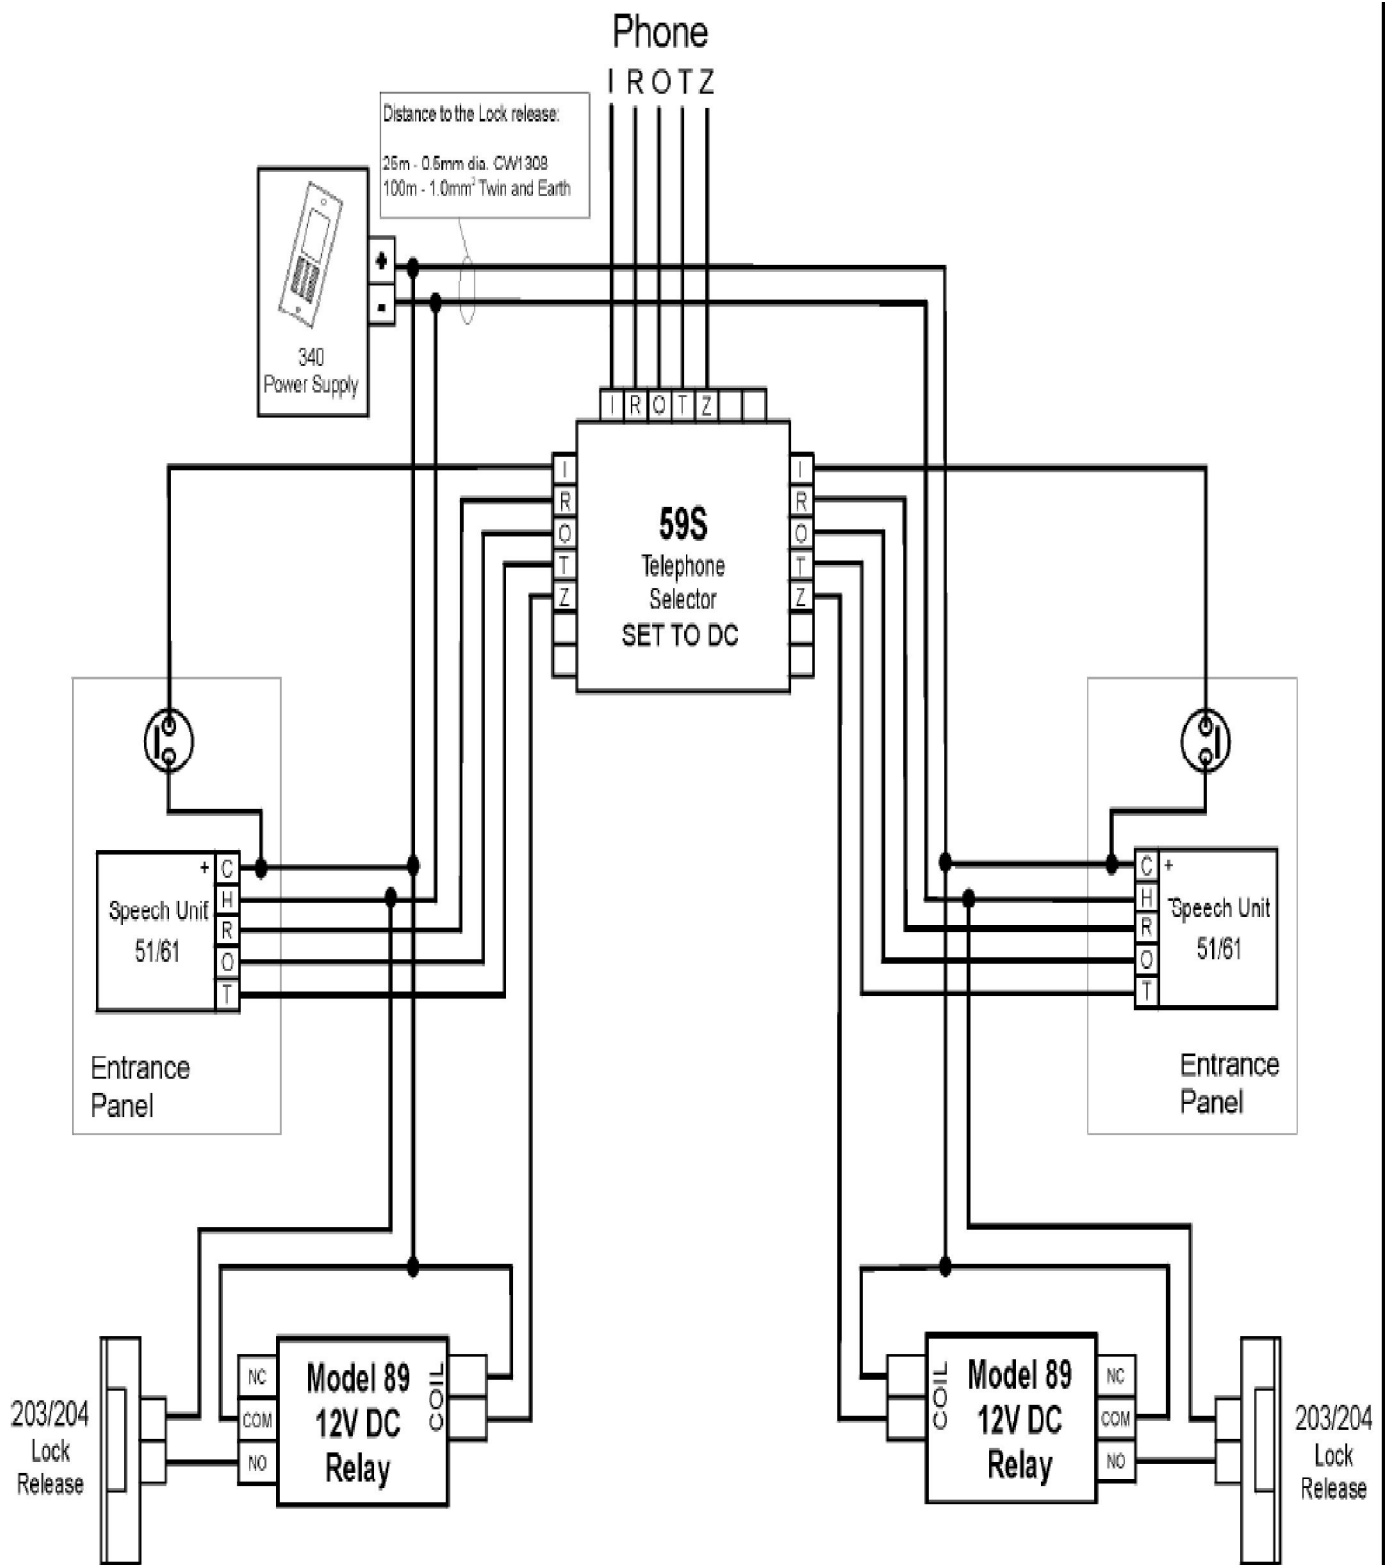 Phone
I R O T Z
Distance to the Lock release:
25m - 0.5mm dia. CW1308
100m - 1.0mm² Twin and Earth
+
-
340
Power Supply
I R O T Z
I
R
O
T
Z
59S
Telephone
Selector
SET TO DC
I
R
O
T
Z
+ C
H
R
O
T
Speech Unit
51/61
Entrance
Panel
C +
H -
R
O
T
Speech Unit
51/61
Entrance
Panel
203/204
Lock
Release
NC
COM
NO
Model 89
12V DC
Relay
COIL
COIL
Model 89
12V DC
Relay
NC
COM
NO
203/204
Lock
Release